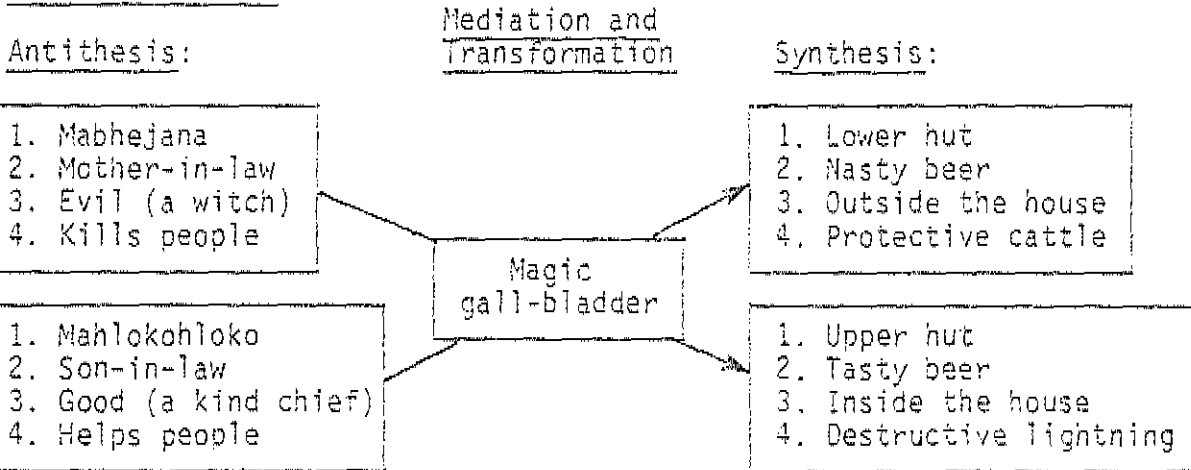 Mediation and
Transformation
Antithesis:
Synthesis:
1. Mabhejana
2. Mother-in-law
3. Evil (a witch)
4. Kills people
1. Lower hut
2. Nasty beer
3. Outside the house
4. Protective cattle
Magic
gall-bladder
1. Mahlokohloko
2. Son-in-law
3. Good (a kind chief)
4. Helps people
1. Upper hut
2. Tasty beer
3. Inside the house
4. Destructive lightning